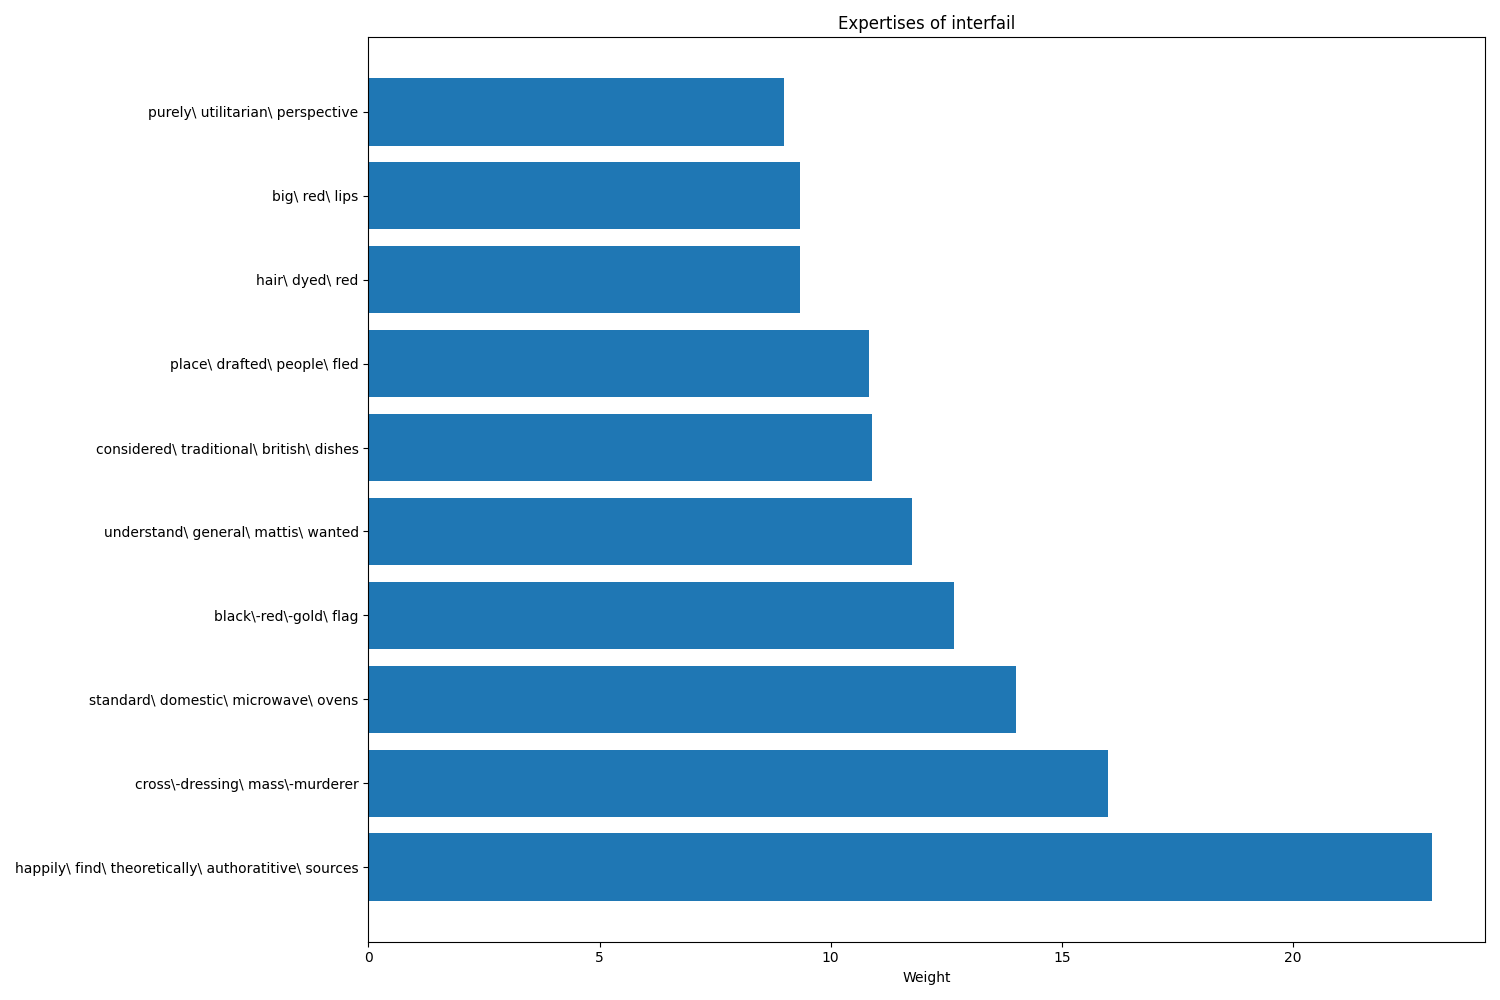 Expertises of interfail
purely\ utilitarian\ perspective
big\ red\ lips
hair\ dyed\ red
place\ drafted\ people\ fled
considered\ traditional\ british\ dishes
understand\ general\ mattis\ wanted
black\-red\-gold\ flag
standard\ domestic\ microwave\ ovens
cross\-dressing\ mass\-murderer
happily\ find\ theoretically\ authoratitive\ sources
0 5 10 15 20
Weight